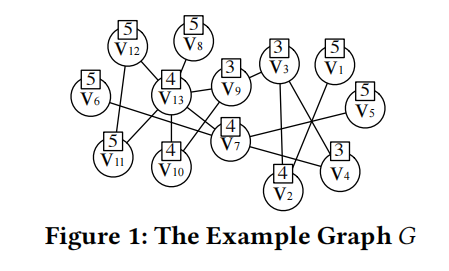 5 V12
5 V8
3 V3
5 V1
5 V6
4 V13
3 V9
5 V5
4 V7
5 V11
4 V10
3 V4
4 V2
Figure 1: The Example Graph G